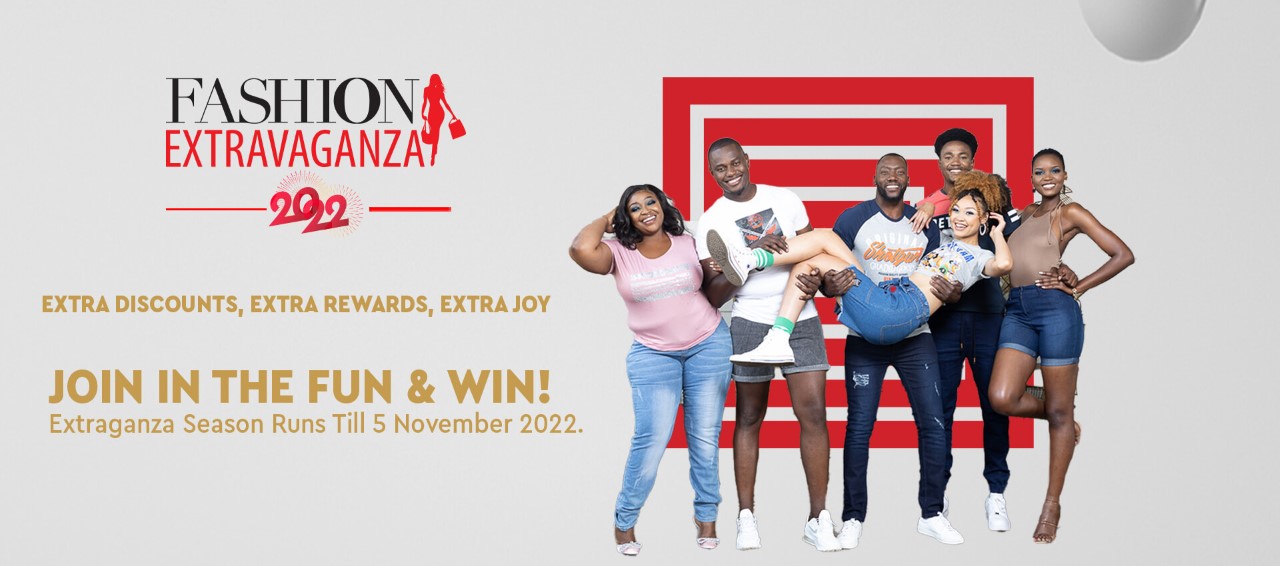 FASHION
EXTRAVAGANZA
2022
EXTRA DISCOUNTS, EXTRA REWARDS, EXTRA JOY
JOIN IN THE FUN & WIN!
Extraganza Season Runs Till 5 November 2022.
ORIGINAL